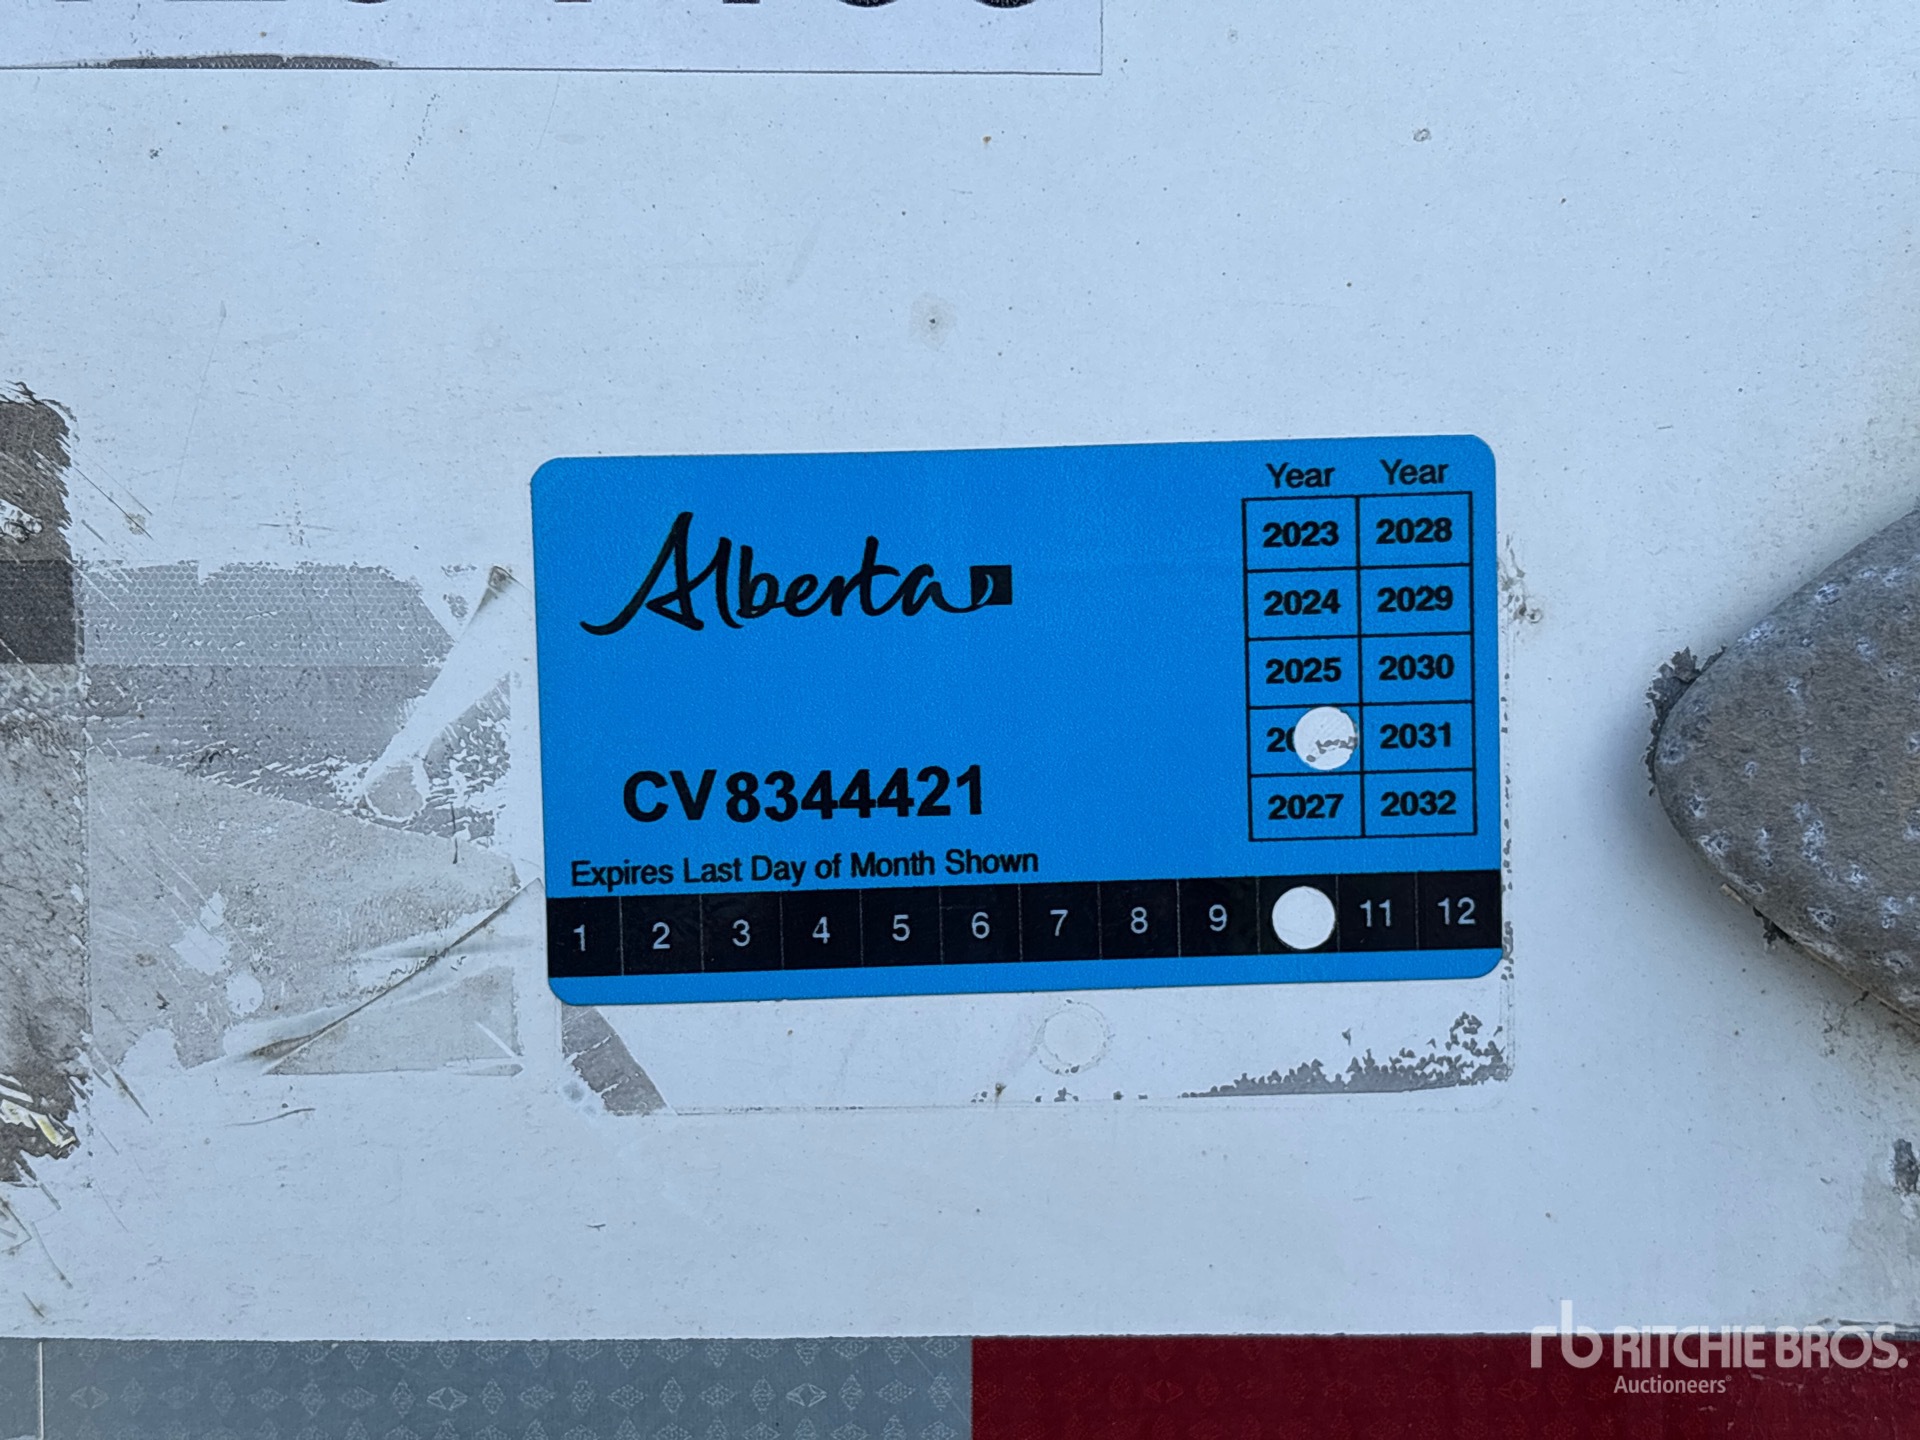 Alberta
Year Year
2023 2028
2024 2029
2025 2030
2031
2027 2032
CV8344421
Expires Last Day of Month Shown
1 2 3 4 5 6 7 8 9 11 12
rb RITCHIE BROS.
Auctioneers